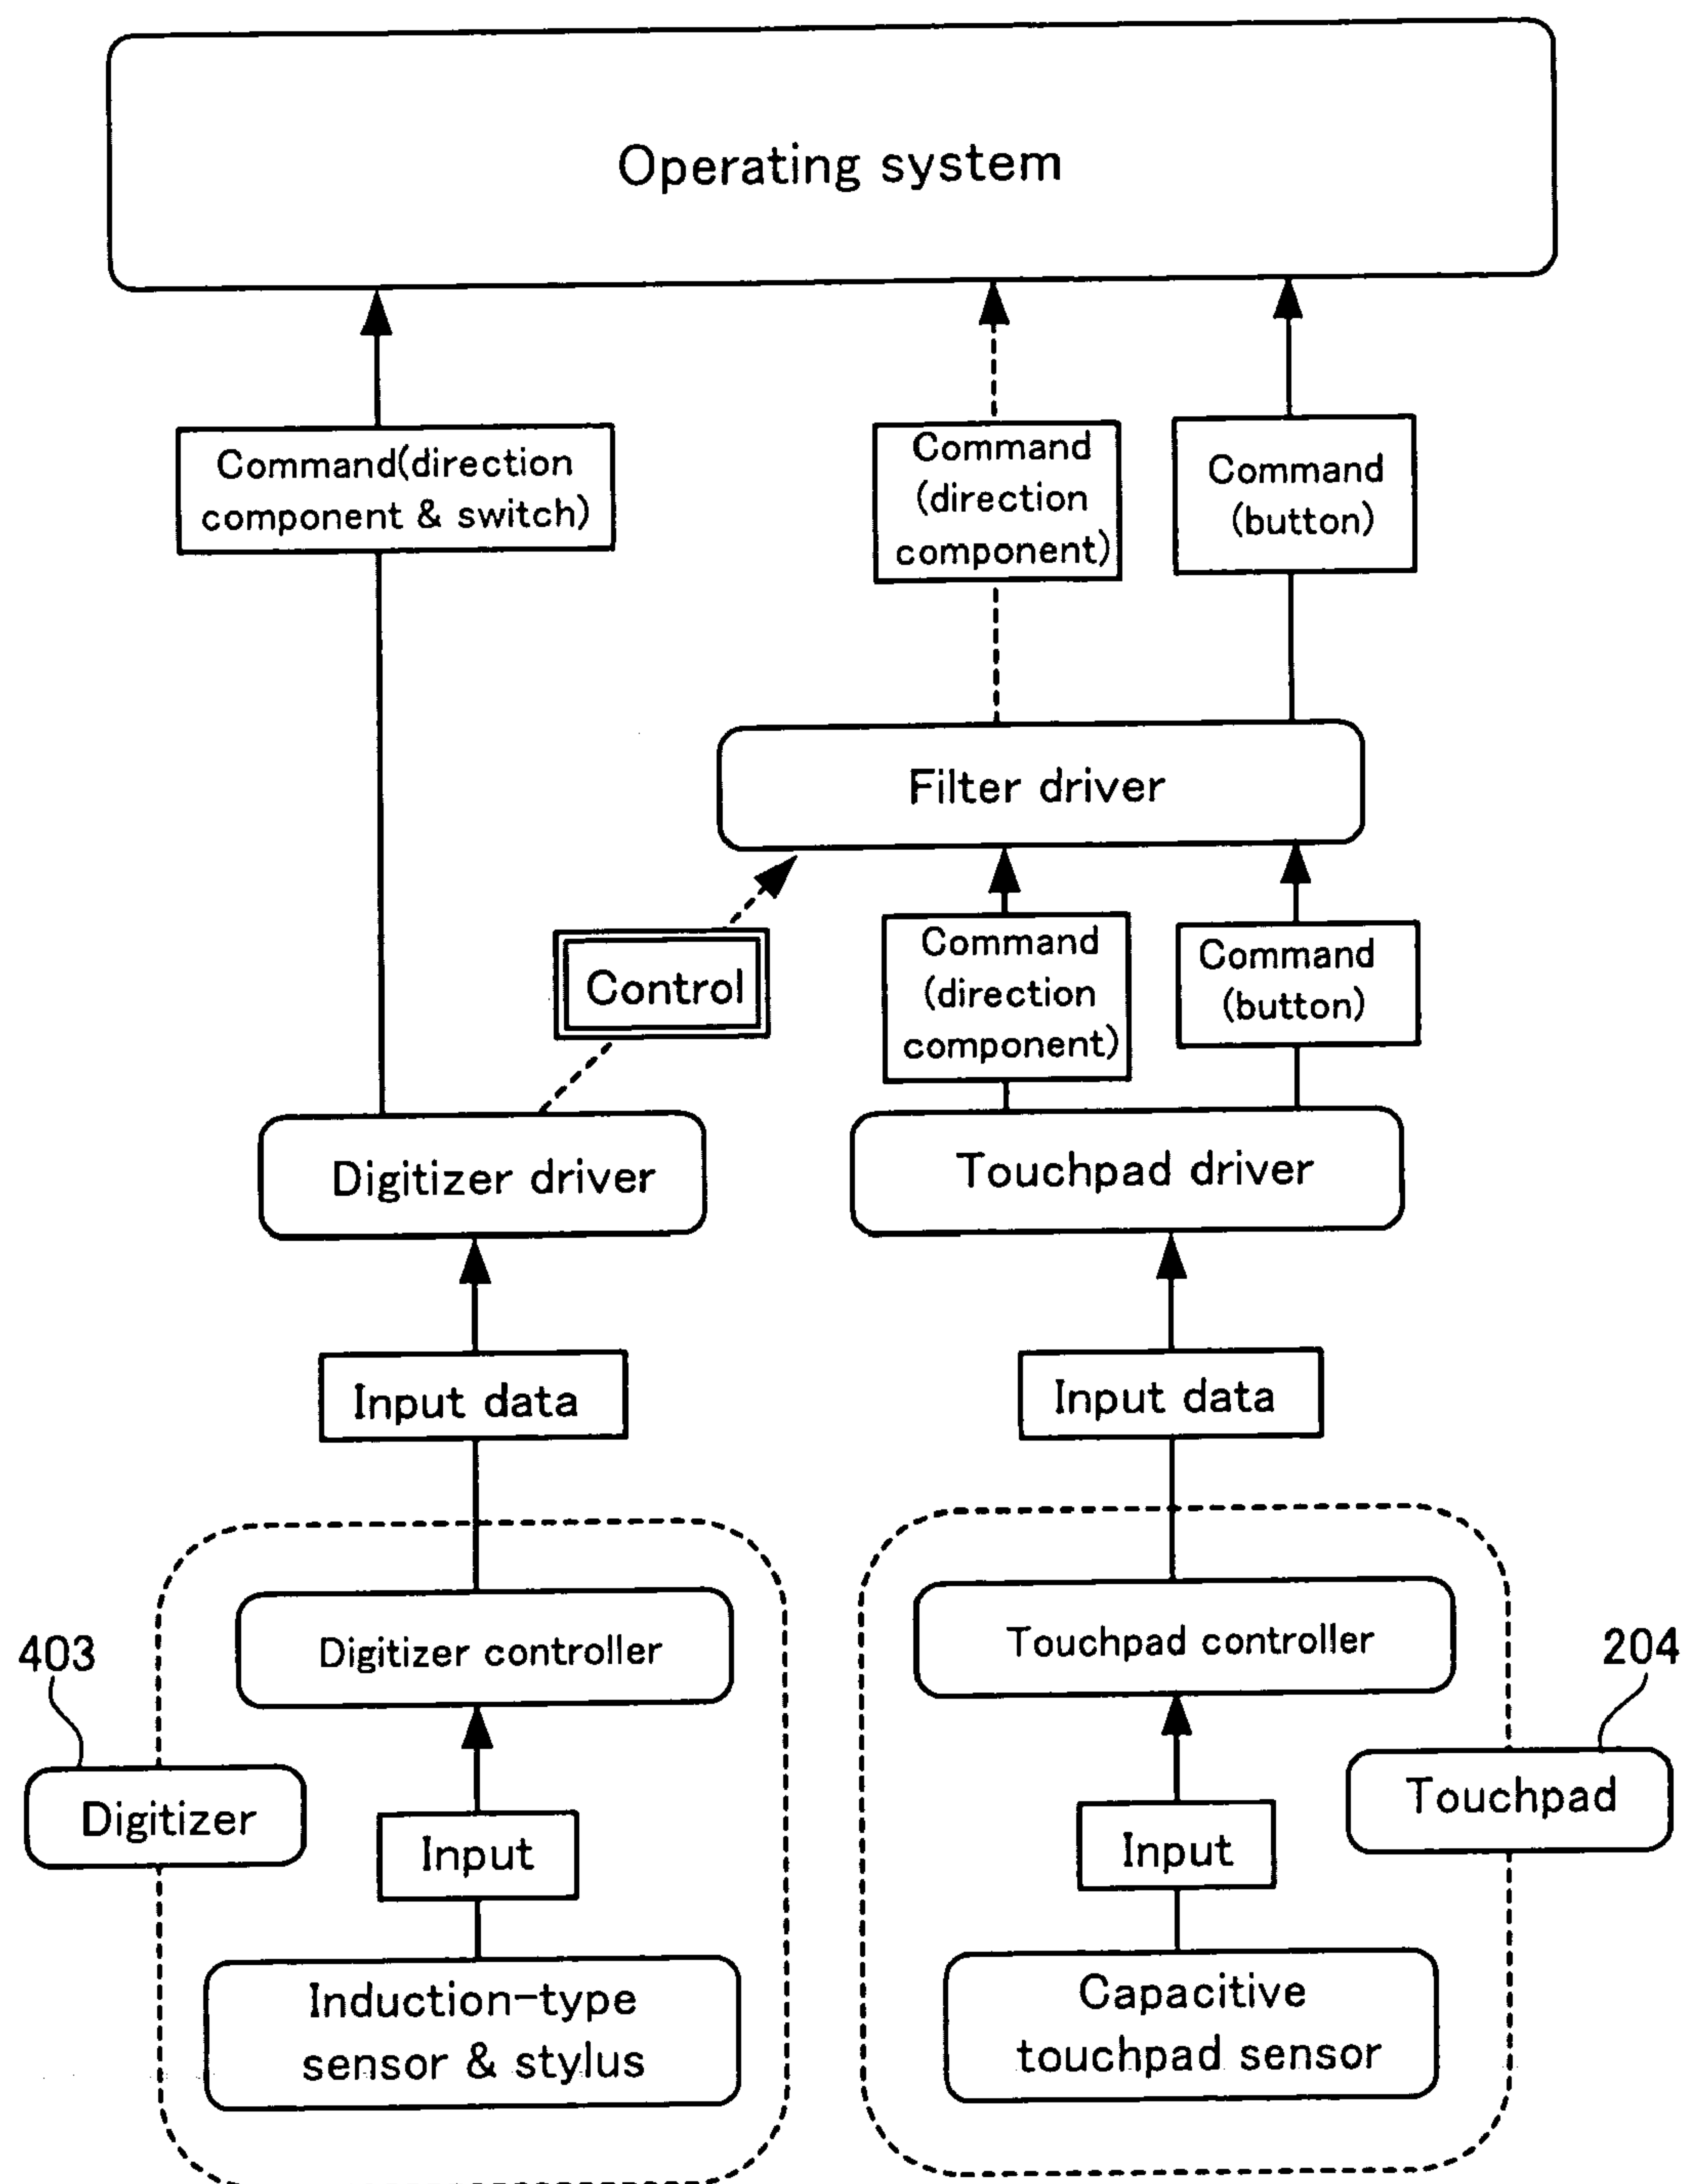 Operating system
Command(direction
component & switch)
Command
(direction
component)
Command
(button)
Filter driver
Control
Command
(direction
component)
Command
(button)
Digitizer driver
Touchpad driver
Input data
Input data
Digitizer controller
Touchpad controller
403
204
Digitizer
Input
Input
Touchpad
Induction-type
sensor & stylus
Capacitive
touchpad sensor